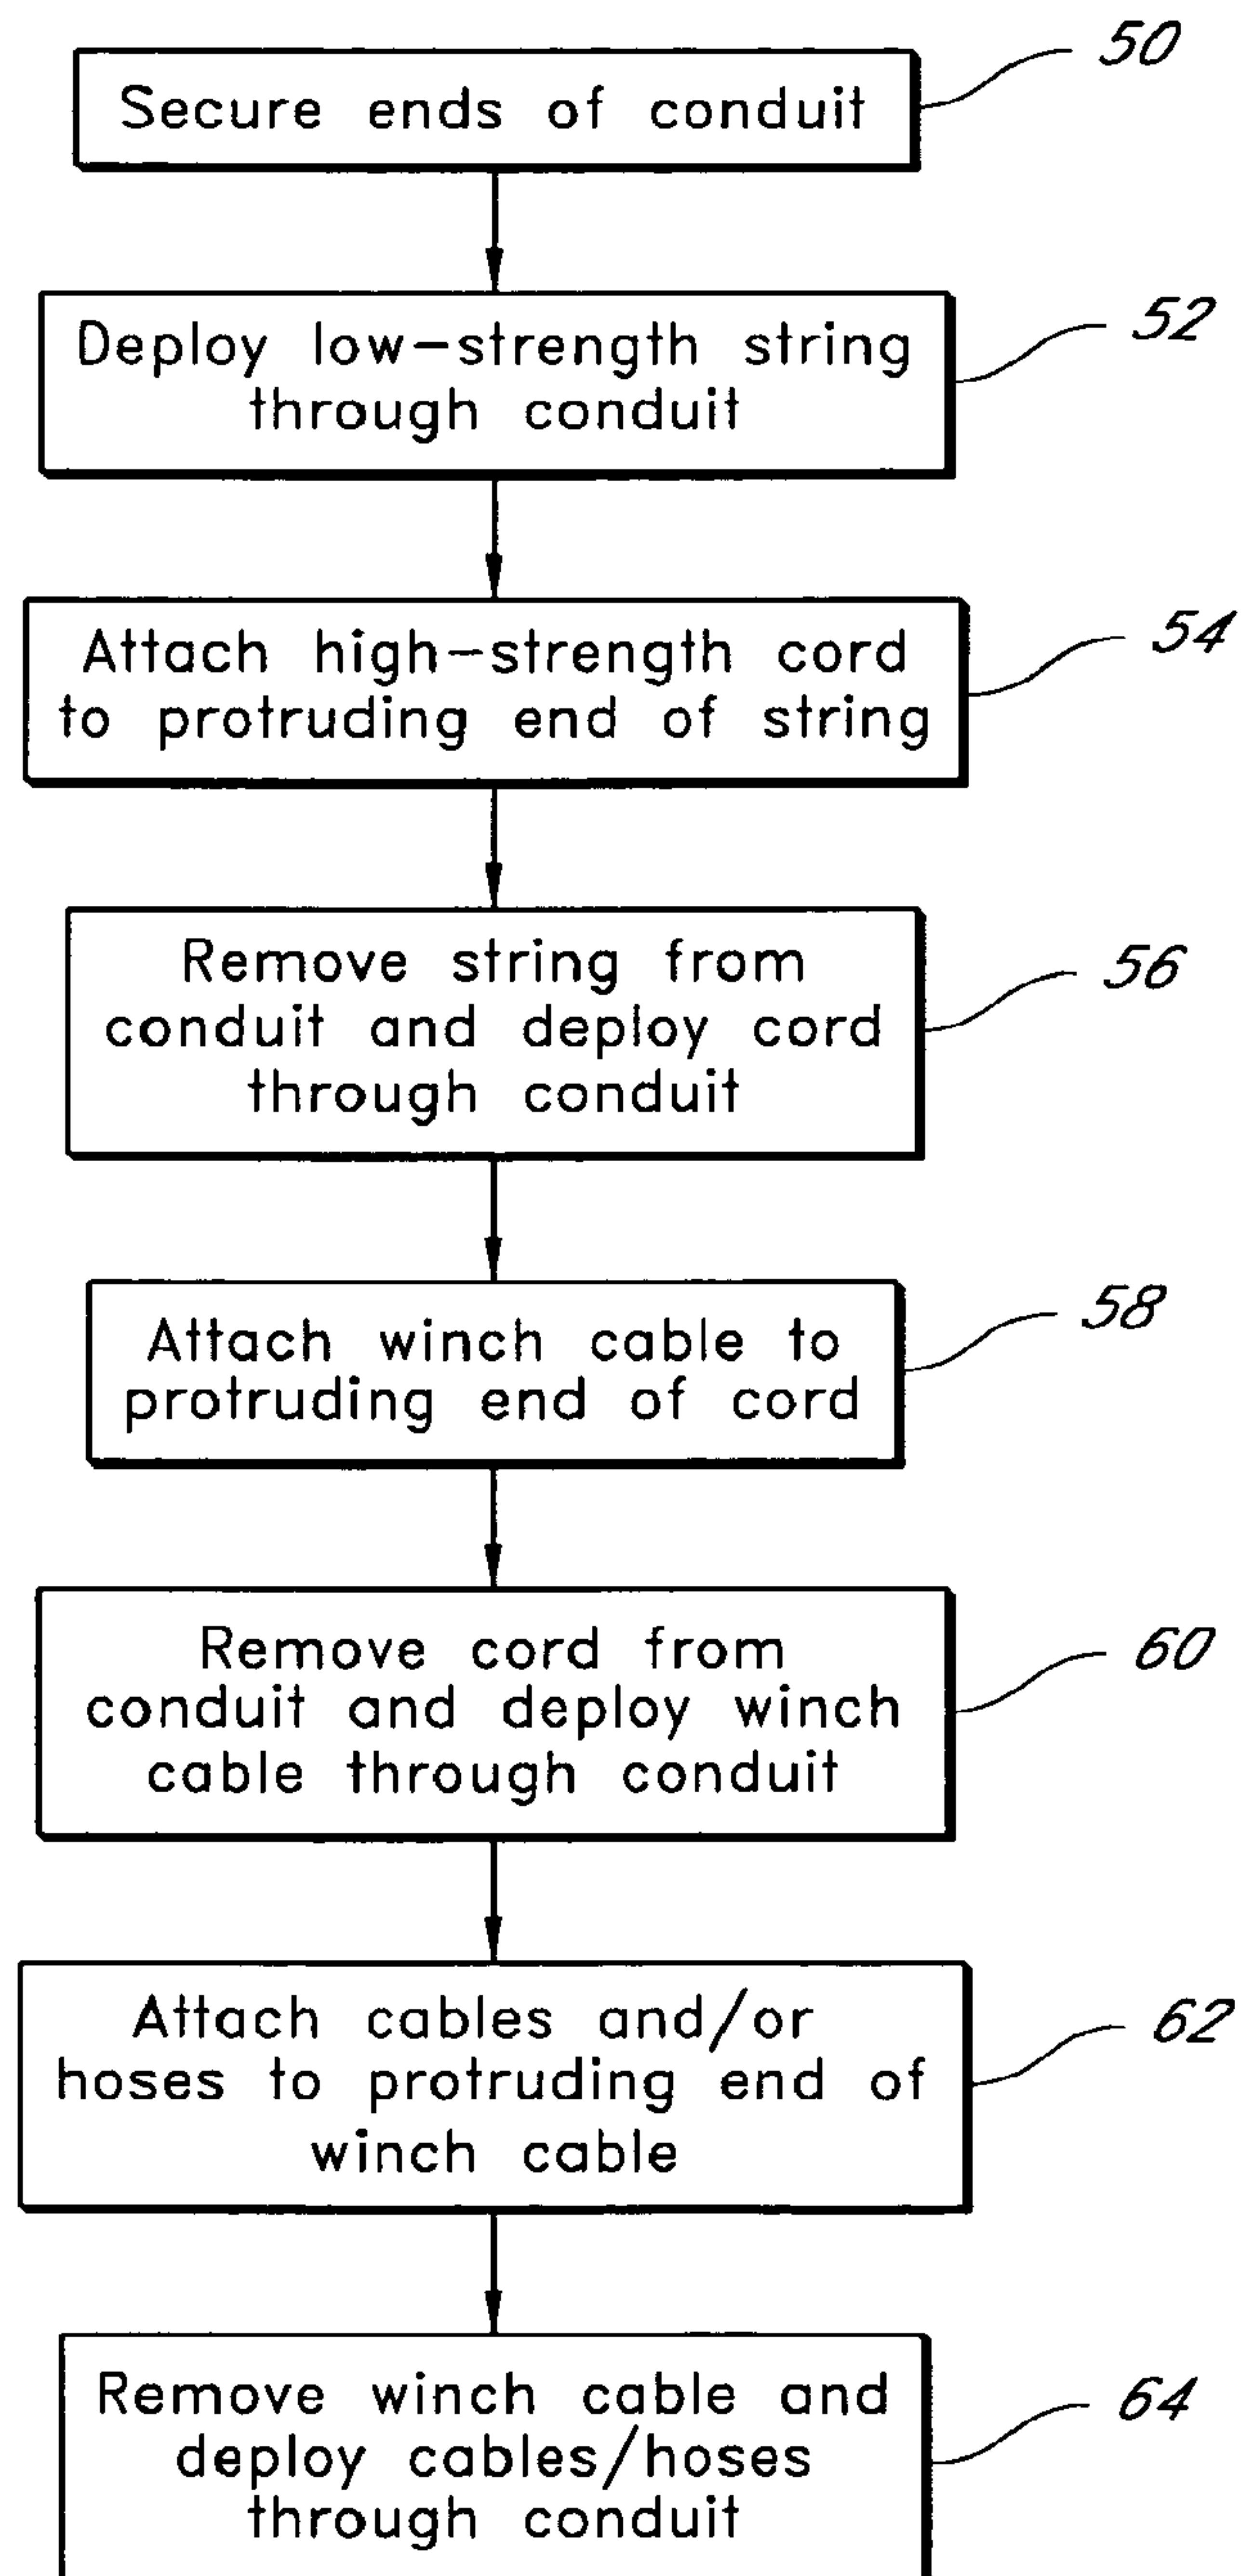 Secure ends of conduit
50
Deploy low-strength string
through conduit
52
Attach high-strength cord
to protruding end of string
54
Remove string from
conduit and deploy cord
through conduit
56
Attach winch cable to
protruding end of cord
58
Remove cord from
conduit and deploy winch
cable through conduit
60
Attach cables and/or
hoses to protruding end of
winch cable
62
Remove winch cable and
deploy cables/hoses
through conduit
64